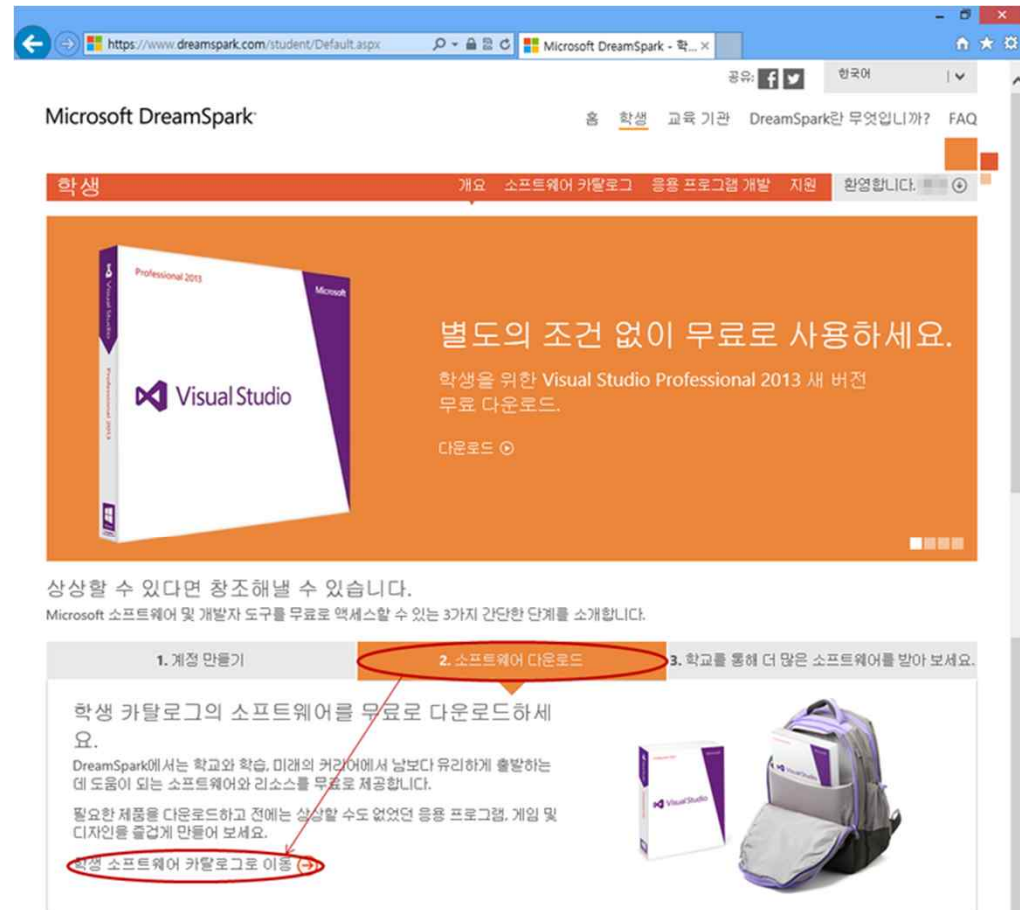 https://www.dreamspark.com/student/Default.aspx
Microsoft DreamSpark - 학...
공유:
한국어
Microsoft DreamSpark
홈 학생 교육 기관 DreamSpark란 무엇입니까? FAQ
학생
개요 소프트웨어 카탈로그 응용 프로그램 개발 지원 환영합니다.
Professional 2013
Microsoft
Visual Studio
Professional 2013
Visual Studio
별도의 조건 없이 무료로 사용하세요.
학생을 위한 Visual Studio Professional 2013 새 버전
무료 다운로드.
다운로드
상상할 수 있다면 창조해낼 수 있습니다.
Microsoft 소프트웨어 및 개발자 도구를 무료로 액세스할 수 있는 3가지 간단한 단계를 소개합니다.
1. 계정 만들기
2. 소프트웨어 다운로드
3. 학교를 통해 더 많은 소프트웨어를 받아 보세요.
학생 카탈로그의 소프트웨어를 무료로 다운로드하세
요.
DreamSpark에서는 학교와 학습, 미래의 커리어에서 남보다 유리하게 출발하는
데 도움이 되는 소프트웨어와 리소스를 무료로 제공합니다.
필요한 제품을 다운로드하고 전에는 상상할 수도 없었던 응용 프로그램, 게임 및
디자인을 즐겁게 만들어 보세요.
학생 소프트웨어 카탈로그로 이동
Visual Studio